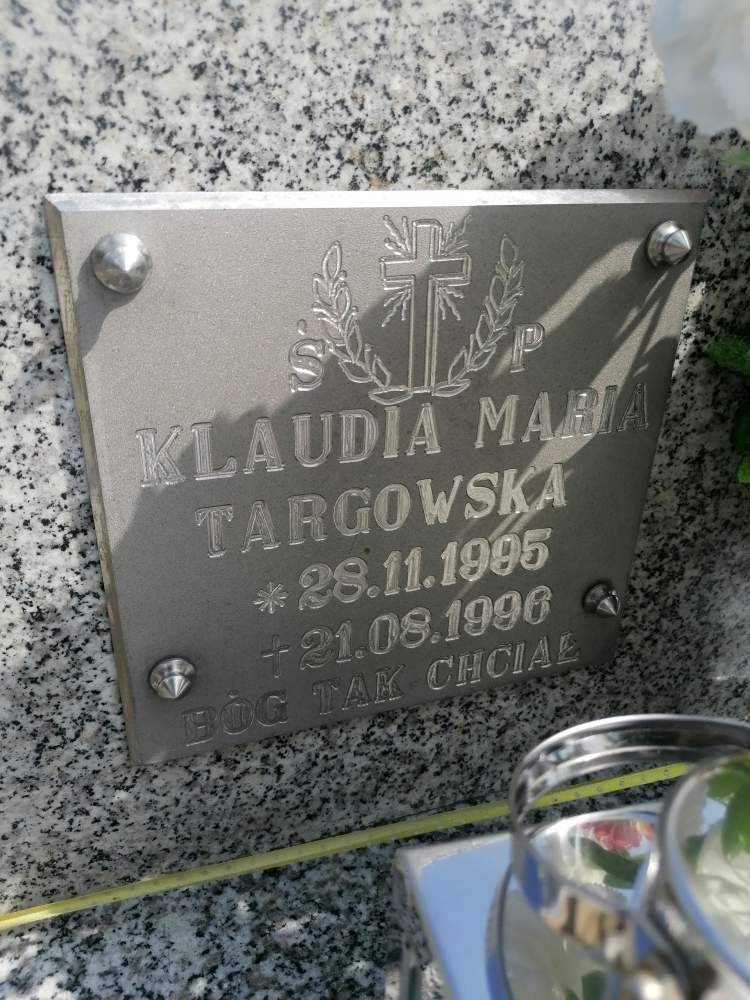 Ś P
KLAUDIA MARIA
TARGOWSKA
* 28.11.1995
† 21.08.1996
BÓG TAK CHCIAŁ